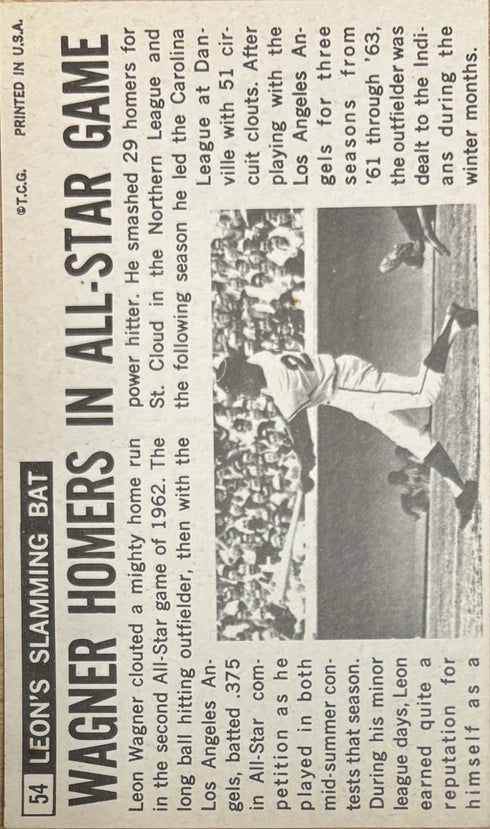 54 LEON'S SLAMMING BAT
©T.C.G. PRINTED IN U.S.A.
WAGNER HOMERS IN ALL-STAR GAME
Leon Wagner clouted a mighty home run
in the second All-Star game of 1962. The
long ball hitting outfielder, then with the
Los Angeles An-
gels, batted .375
in All-Star com-
petition as he
played in both
mid-summer con-
tests that season.
During his minor
league days, Leon
earned quite a
reputation for
himself as a
power hitter. He smashed 29 homers for
St. Cloud in the Northern League and
the following season he led the Carolina
League at Dan-
ville with 51 cir-
cuit clouts. After
playing with the
Los Angeles An-
gels for three
seasons from
'61 through '63,
the outfielder was
dealt to the Indi-
ans during the
winter months.